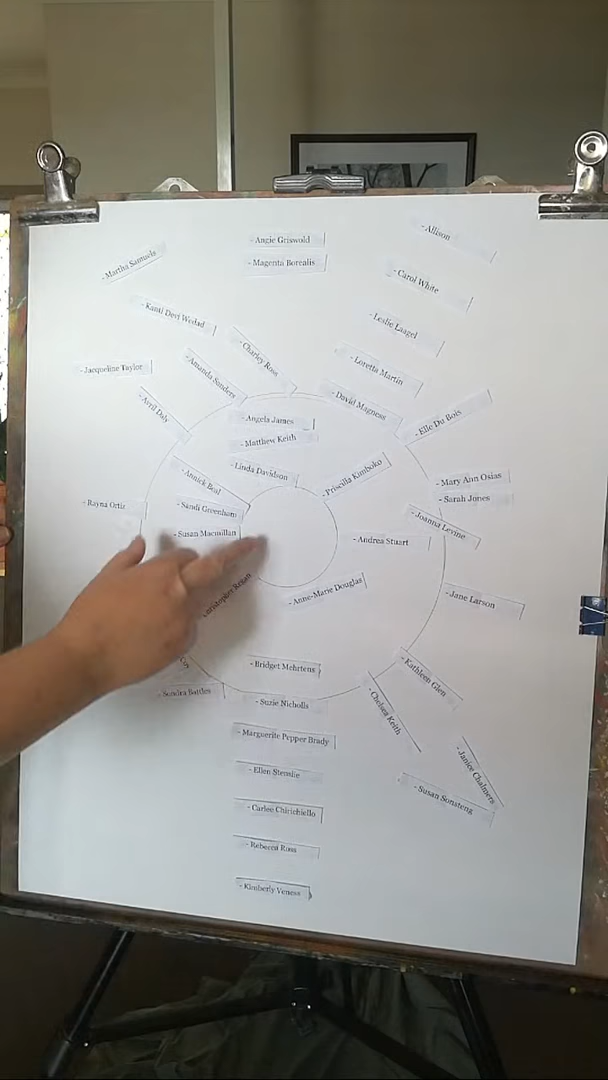 - Allison
- Angie Griswold
- Magenta Borealis
- Martha Samuels
- Carol White
- Kanti Devi
- Leslie Laagel
- Charley Ross
- Jacqueline Taylor
- Amanda Sanders
- Loretta Martin
- Avril Daly
- David Magness
- Elle Du Bois
- Angela James
- Matthew Keith
- Linda Davidson
- Priscilla Kimboko
- Annick Beal
- Mary Ann Osias
- Sarah Jones
- Rayna Ortiz
- Sandi Greenham
- Joanna Levine
- Susan Macmillan
- Andrea Stuart
- Anne-Marie Douglas
- Jane Larson
- Bridget Mehrtens
- Kathleen Glen
- Sondra Battles
- Suzie Nicholls
- Chelsea Keith
- Marguerite Pepper Brady
- Ellen Stenslie
- Janice Chalmers
- Susan Sonsteng
- Carlee Chirichiello
- Rebecca Ross
- Kimberly Veness